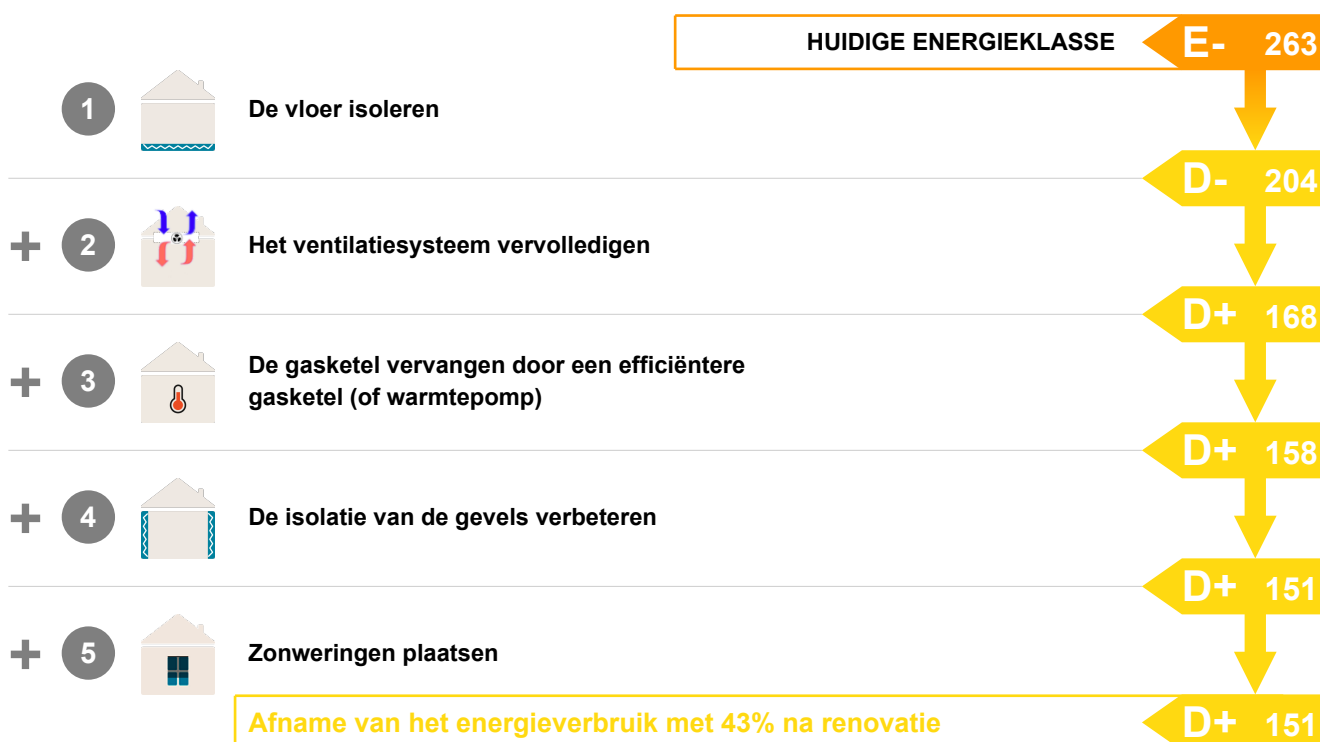 HUIDIGE ENERGIEKLASSE E- 263
1 De vloer isoleren
D- 204
+ 2 Het ventilatiesysteem vervolledigen
D+ 168
+ 3 De gasketel vervangen door een efficiëntere
gasketel (of warmtepomp)
D+ 158
+ 4 De isolatie van de gevels verbeteren
D+ 151
+ 5 Zonweringen plaatsen
Afname van het energieverbruik met 43% na renovatie D+ 151